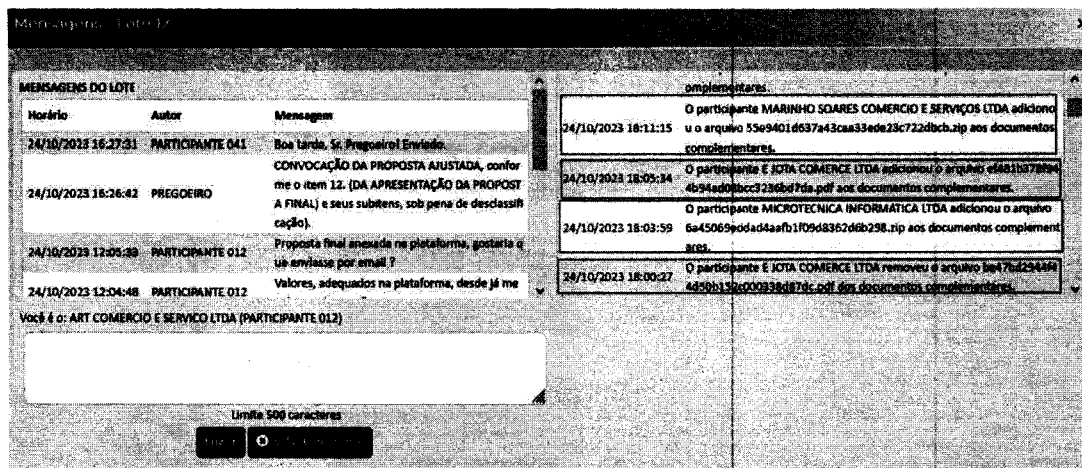 Mensagens - Lote 17
MENSAGENS DO LOTE
Horário Autor Mensagem
24/10/2023 16:27:31 PARTICIPANTE 041 Boa tarde, Sr. Pregoeiro! Enviado.
24/10/2023 16:26:42 PREGOEIRO CONVOCAÇÃO DA PROPOSTA AJUSTADA, confor
me o item 12. (DA APRESENTAÇÃO DA PROPOST
A FINAL) e seus subitens, sob pena de desclassifi
cação).
24/10/2023 12:05:39 PARTICIPANTE 012 Proposta final anexada na plataforma, gostaria q
ue enviasse por email ?
24/10/2023 12:04:48 PARTICIPANTE 012 Valores, adequados na plataforma, desde já me
Você é o: ART COMERCIO E SERVICO LTDA (PARTICIPANTE 012)
Limite 500 caracteres
omplementares.
24/10/2023 18:11:15 O participante MARINHO SOARES COMERCIO E SERVIÇOS LTDA adiciono
u o arquivo 55e9401d637a43caa33ede23c722dbcb.zip aos documentos
complementares.
24/10/2023 18:05:34 O participante E JOTA COMERCE LTDA adicionou o arquivo
aos documentos complementares.
24/10/2023 18:03:59 O participante MICROTECNICA INFORMATICA LTDA adicionou o arquivo
6a45069eddad4aafb1f09d8362d6b298.zip aos documentos complement
ares.
24/10/2023 18:00:27 O participante E JOTA COMERCE LTDA removeu o arquivo
dos documentos complementares.